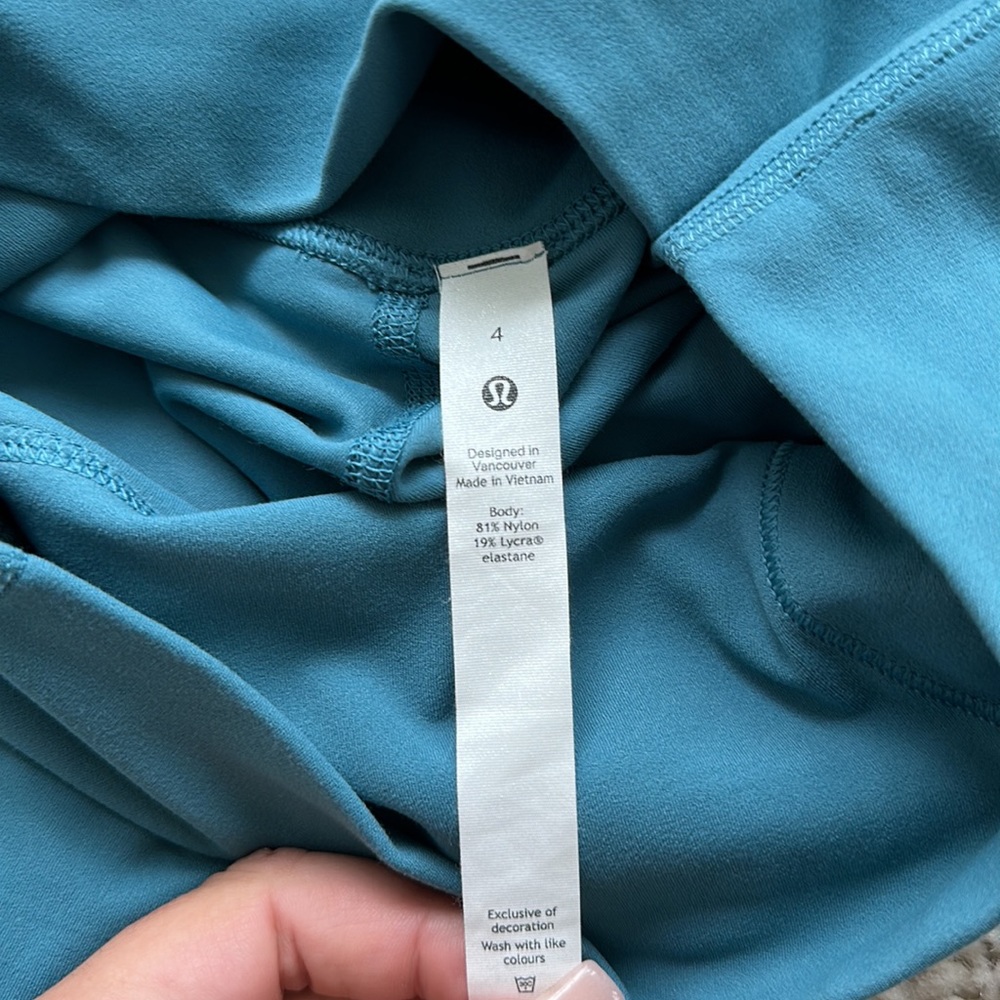 4
Designed in
Vancouver
Made in Vietnam
Body:
81% Nylon
19% Lycra®
elastane
Exclusive of
decoration
Wash with like
colours